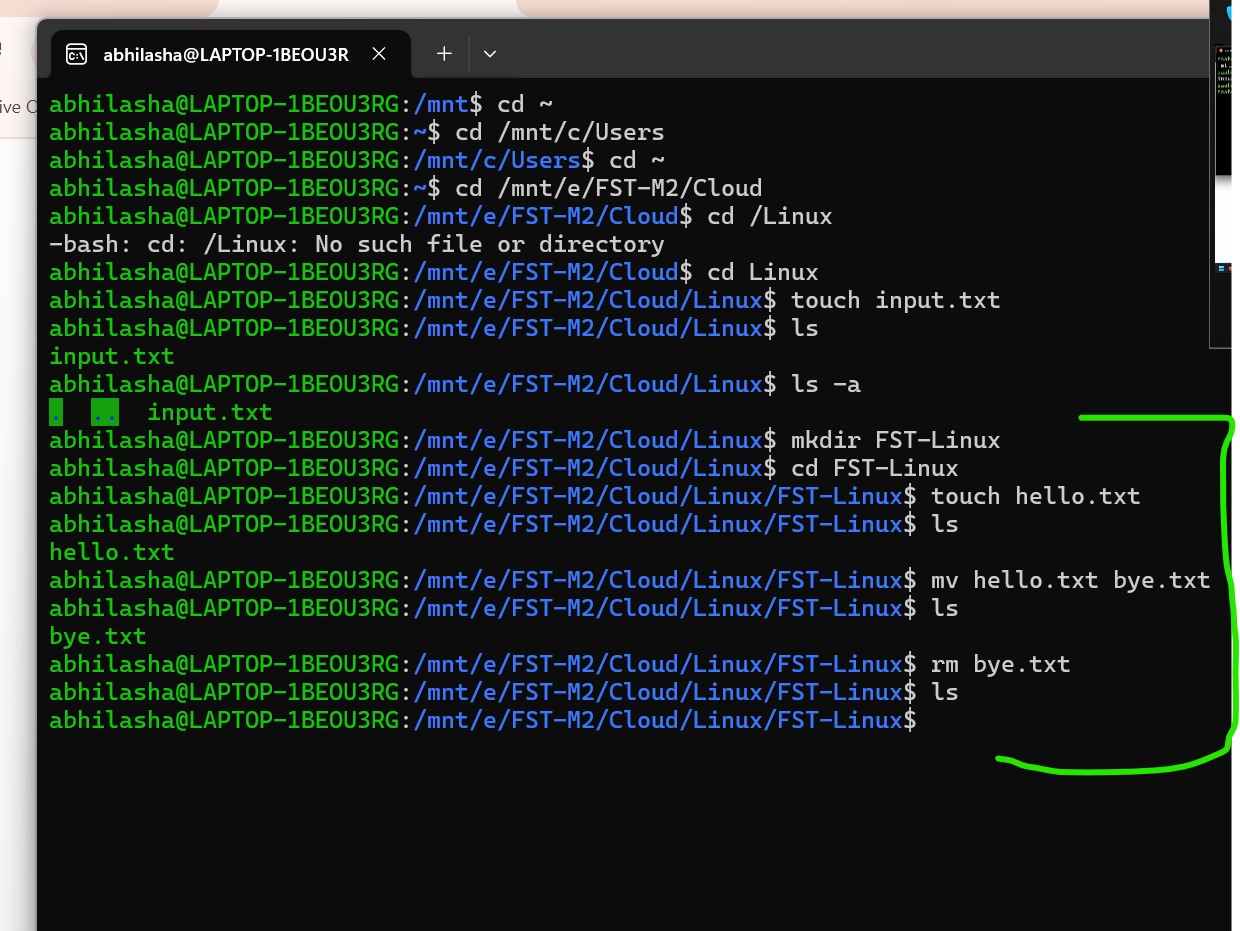 ive C
abhilasha@LAPTOP-1BEOU3R
abhilasha@LAPTOP-1BEOU3RG:/mnt$ cd ~
abhilasha@LAPTOP-1BEOU3RG:~$ cd /mnt/c/Users
abhilasha@LAPTOP-1BEOU3RG:/mnt/c/Users$ cd ~
abhilasha@LAPTOP-1BEOU3RG:~$ cd /mnt/e/FST-M2/Cloud
abhilasha@LAPTOP-1BEOU3RG:/mnt/e/FST-M2/Cloud$ cd /Linux
-bash: cd: /Linux: No such file or directory
abhilasha@LAPTOP-1BEOU3RG:/mnt/e/FST-M2/Cloud$ cd Linux
abhilasha@LAPTOP-1BEOU3RG:/mnt/e/FST-M2/Cloud/Linux$ touch input.txt
abhilasha@LAPTOP-1BEOU3RG:/mnt/e/FST-M2/Cloud/Linux$ ls
input.txt
abhilasha@LAPTOP-1BEOU3RG:/mnt/e/FST-M2/Cloud/Linux$ ls -a
. .. input.txt
abhilasha@LAPTOP-1BEOU3RG:/mnt/e/FST-M2/Cloud/Linux$ mkdir FST-Linux
abhilasha@LAPTOP-1BEOU3RG:/mnt/e/FST-M2/Cloud/Linux$ cd FST-Linux
abhilasha@LAPTOP-1BEOU3RG:/mnt/e/FST-M2/Cloud/Linux/FST-Linux$ touch hello.txt
abhilasha@LAPTOP-1BEOU3RG:/mnt/e/FST-M2/Cloud/Linux/FST-Linux$ ls
hello.txt
abhilasha@LAPTOP-1BEOU3RG:/mnt/e/FST-M2/Cloud/Linux/FST-Linux$ mv hello.txt bye.txt
abhilasha@LAPTOP-1BEOU3RG:/mnt/e/FST-M2/Cloud/Linux/FST-Linux$ ls
bye.txt
abhilasha@LAPTOP-1BEOU3RG:/mnt/e/FST-M2/Cloud/Linux/FST-Linux$ rm bye.txt
abhilasha@LAPTOP-1BEOU3RG:/mnt/e/FST-M2/Cloud/Linux/FST-Linux$ ls
abhilasha@LAPTOP-1BEOU3RG:/mnt/e/FST-M2/Cloud/Linux/FST-Linux$